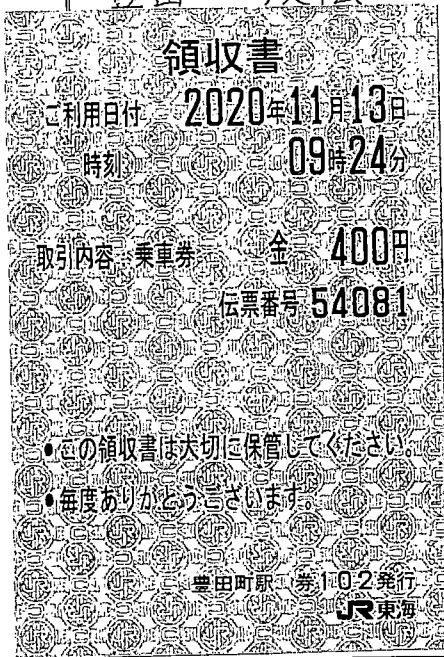 領収書
ご利用日付 2020年11月13日
時刻 09時24分
取引内容 乗車券 金 400円
伝票番号 54081
•この領収書は大切に保管してください。
•毎度ありがとうございます。
豊田町駅 券102発行
JR東海